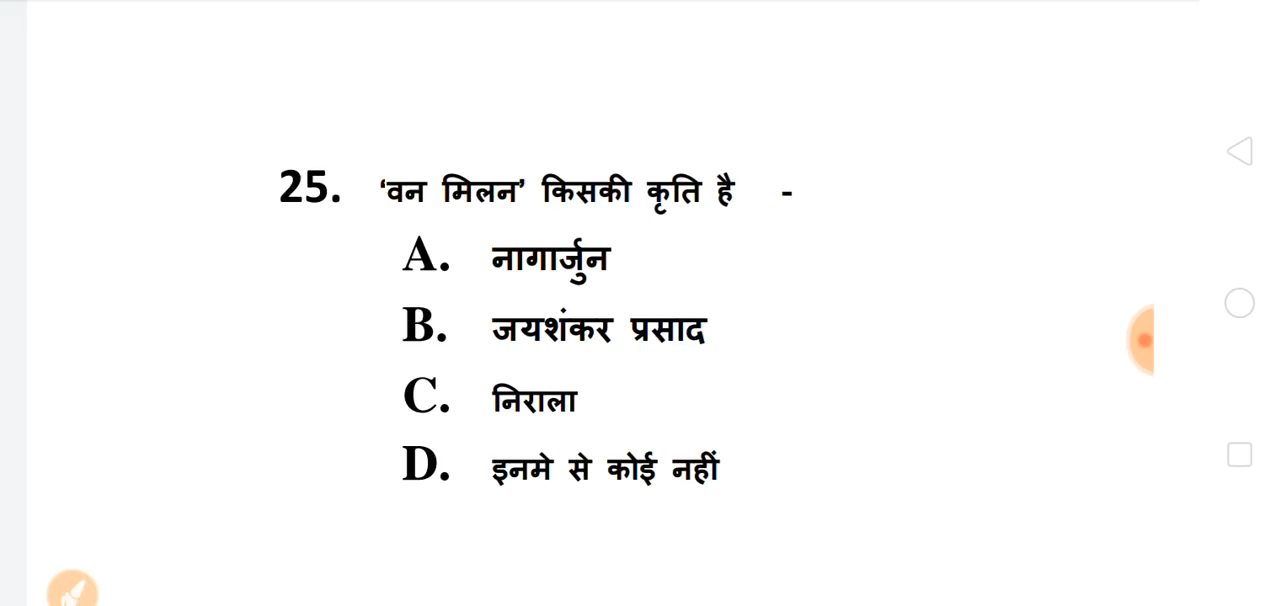 25. ‘वन मिलन’ किसकी कृति है -
A. नागार्जुन
B. जयशंकर प्रसाद
C. निराला
D. इनमे से कोई नहीं